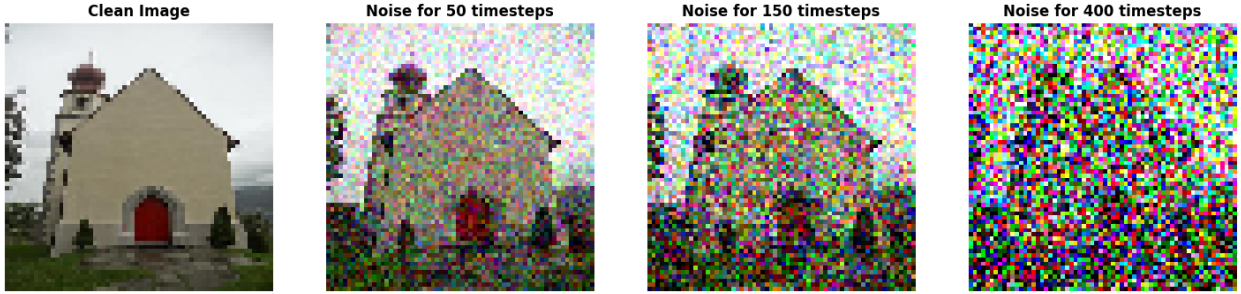 Clean Image
Noise for 50 timesteps
Noise for 150 timesteps
Noise for 400 timesteps